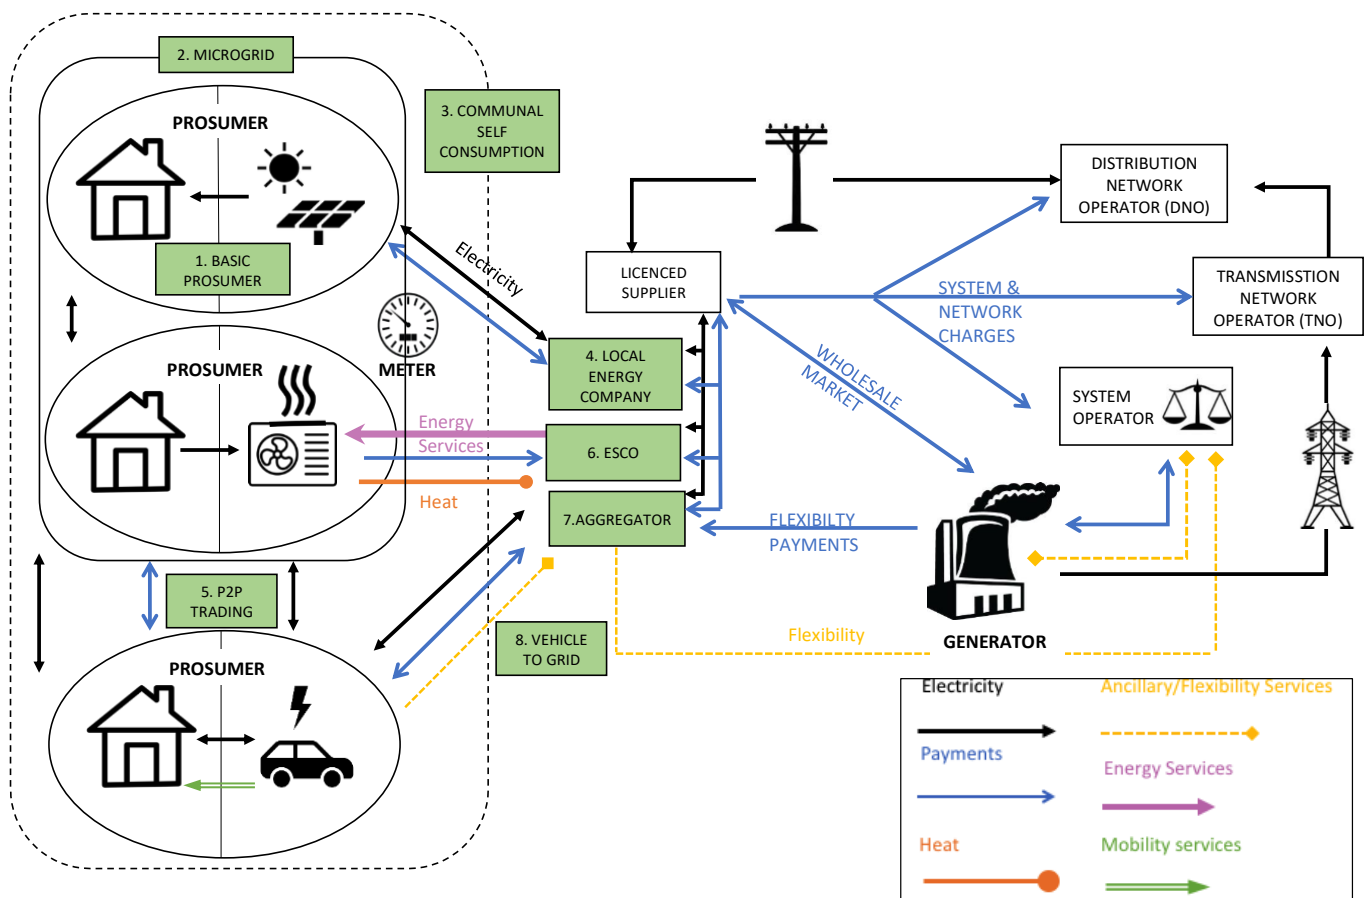 2. MICROGRID
PROSUMER
1. BASIC
PROSUMER
3. COMMUNAL
SELF
CONSUMPTION
Electricity
METER
PROSUMER
Energy
Services
Heat
4. LOCAL
ENERGY
COMPANY
6. ESCO
7.AGGREGATOR
5. P2P
TRADING
PROSUMER
8. VEHICLE
TO GRID
LICENCED
SUPPLIER
DISTRIBUTION
NETWORK
OPERATOR (DNO)
TRANSMISSTION
NETWORK
OPERATOR (TNO)
SYSTEM &
NETWORK
CHARGES
WHOLESALE
MARKET
SYSTEM
OPERATOR
FLEXIBILTY
PAYMENTS
Flexibility
GENERATOR
Electricity
Payments
Heat
Ancillary/Flexibility Services
Energy Services
Mobility services